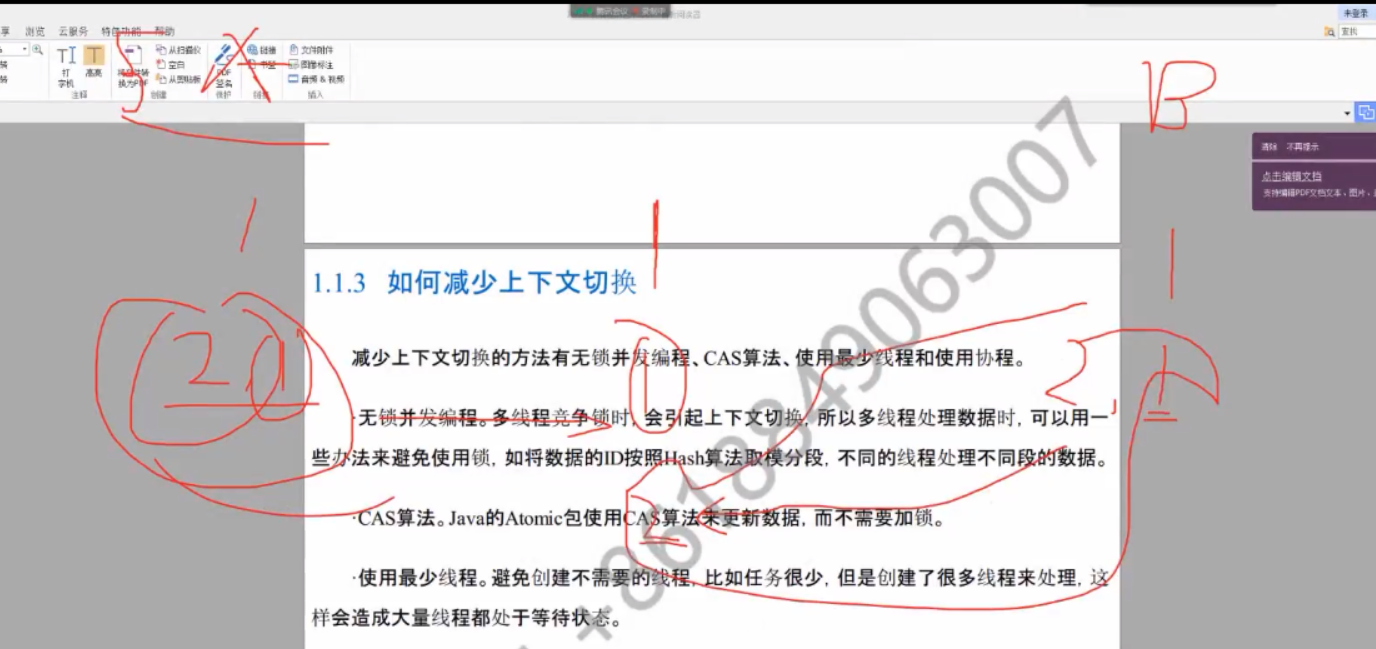 腾讯会议
未登录
享 浏览 云服务 特色功能 帮助
查找
打字机
高亮
注释
从扫描仪
空白
从剪贴板
创建
PDF签名
保护
链接
书签
文件附件
图像标注
音频 & 视频
插入
5 X
B
清除 不再提示
点击编辑文档
支持编辑PDF文档文本，图片，
1 1 1
1.1.3 如何减少上下文切换
减少上下文切换的方法有无锁并发编程、CAS算法、使用最少线程和使用协程。
2 1 1 2, 1
·无锁并发编程。多线程竞争锁时，会引起上下文切换，所以多线程处理数据时，可以用一
些办法来避免使用锁，如将数据的ID按照Hash算法取模分段，不同的线程处理不同段的数据。
2
·CAS算法。Java的Atomic包使用CAS算法来更新数据，而不需要加锁。
·使用最少线程。避免创建不需要的线程，比如任务很少，但是创建了很多线程来处理，这
样会造成大量线程都处于等待状态。
+8618849063007